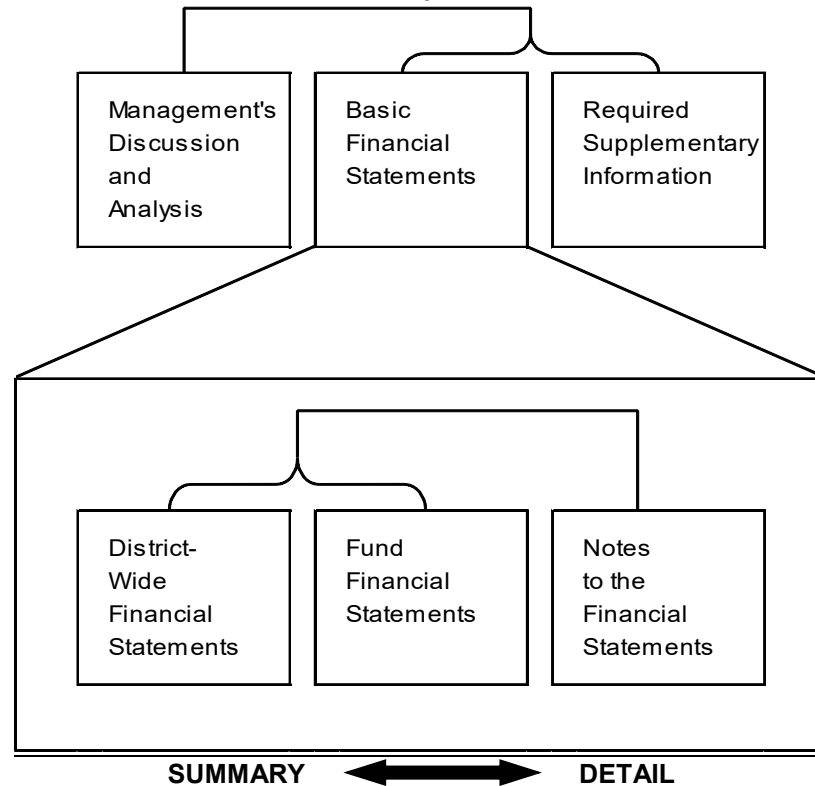 Management's
Discussion
and
Analysis
Basic
Financial
Statements
Required
Supplementary
Information
District-
Wide
Financial
Statements
Fund
Financial
Statements
Notes
to the
Financial
Statements
SUMMARY DETAIL